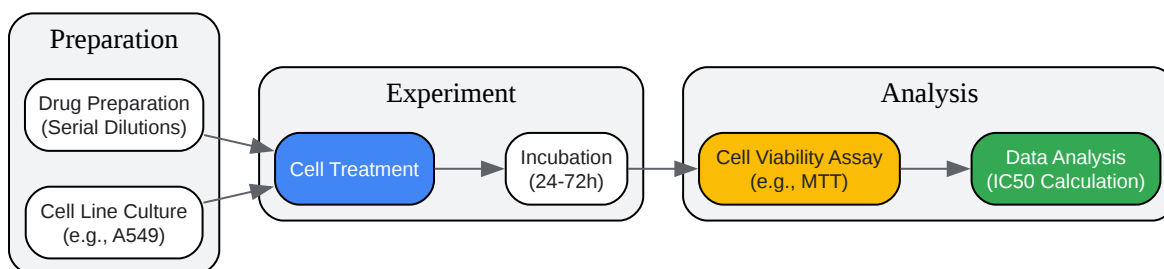 Preparation
Drug Preparation
(Serial Dilutions)
Cell Line Culture
(e.g., A549)
Experiment
Cell Treatment
Incubation
(24-72h)
Analysis
Cell Viability Assay
(e.g., MTT)
Data Analysis
(IC50 Calculation)